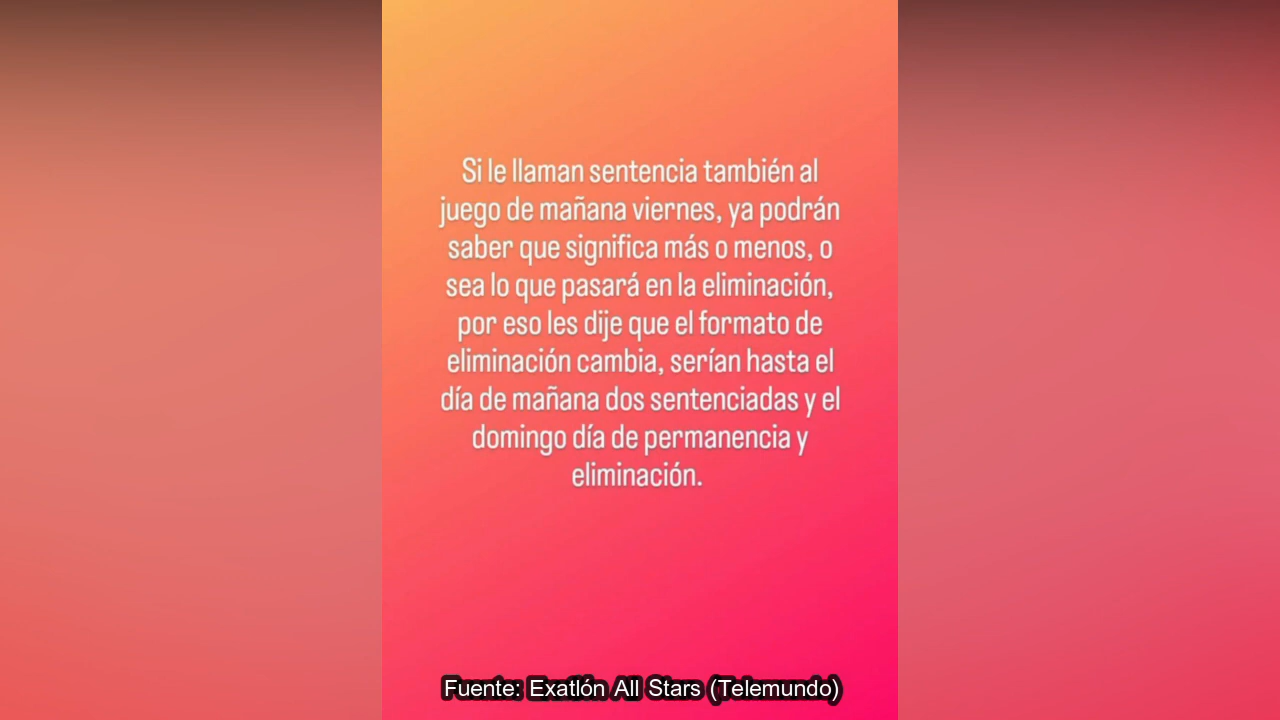 Si le llaman sentencia también al
juego de mañana viernes, ya podrán
saber que significa más o menos, o
sea lo que pasará en la eliminación,
por eso les dije que el formato de
eliminación cambia, serían hasta el
día de mañana dos sentenciadas y el
domingo día de permanencia y
eliminación.
Fuente: Exatlón All Stars (Telemundo)